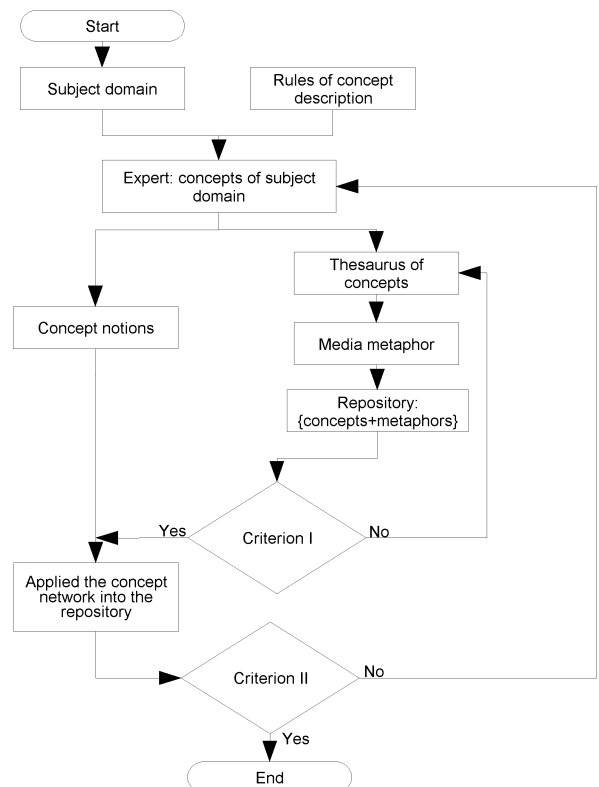 Start
Subject domain
Rules of concept
description
Expert: concepts of subject
domain
Thesaurus of
concepts
Concept notions
Media metaphor
Repository:
{concepts+metaphors}
Yes
Criterion I
No
Applied the concept
network into the
repository
Criterion II
No
Yes
End